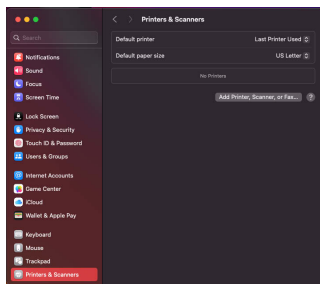 Printers & Scanners
Search
Default printer
Last Printer Used
Default paper size
US Letter
No Printers
Add Printer, Scanner, or Fax...
?
Notifications
Sound
Focus
Screen Time
Lock Screen
Privacy & Security
Touch ID & Password
Users & Groups
Internet Accounts
Game Center
iCloud
Wallet & Apple Pay
Keyboard
Mouse
Trackpad
Printers & Scanners